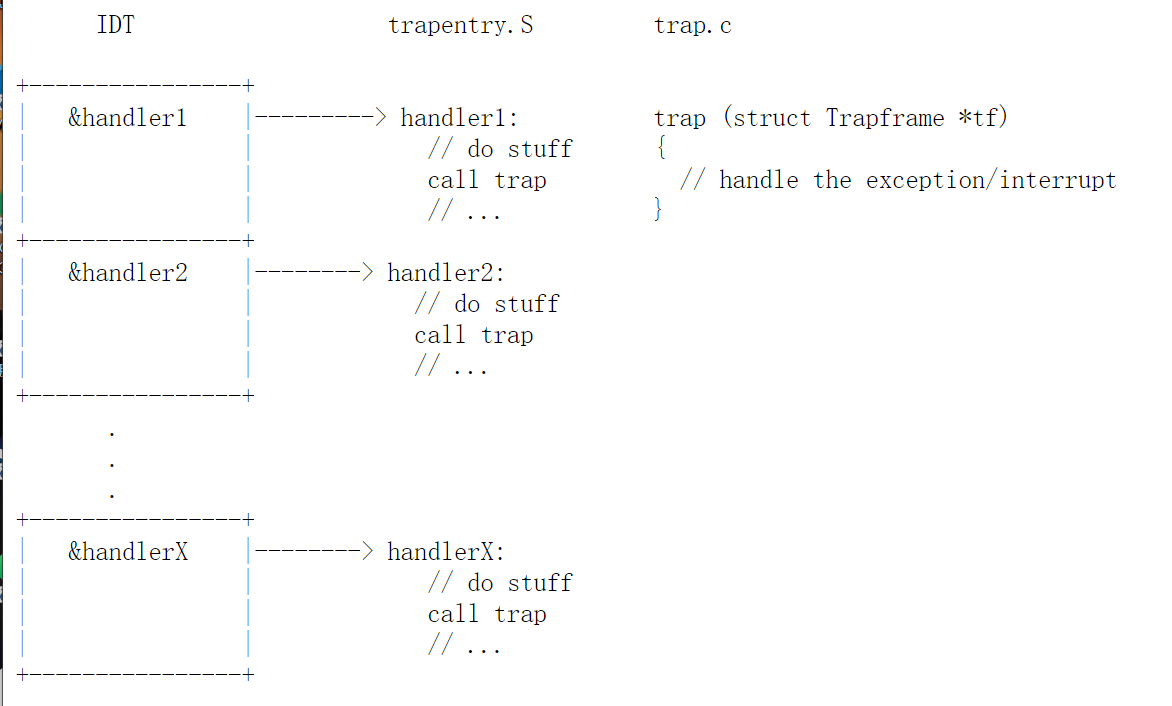 IDT                   trapentry.S         trap.c
+----------------+
|   &handler1    |---------> handler1:          trap (struct Trapframe *tf)
|                |             // do stuff      {
|                |             call trap          // handle the exception/interrupt
|                |             // ...           }
+----------------+
|   &handler2    |--------> handler2:
|                |            // do stuff
|                |            call trap
|                |            // ...
+----------------+
.
.
.
+----------------+
|   &handlerX    |--------> handlerX:
|                |             // do stuff
|                |             call trap
|                |             // ...
+----------------+